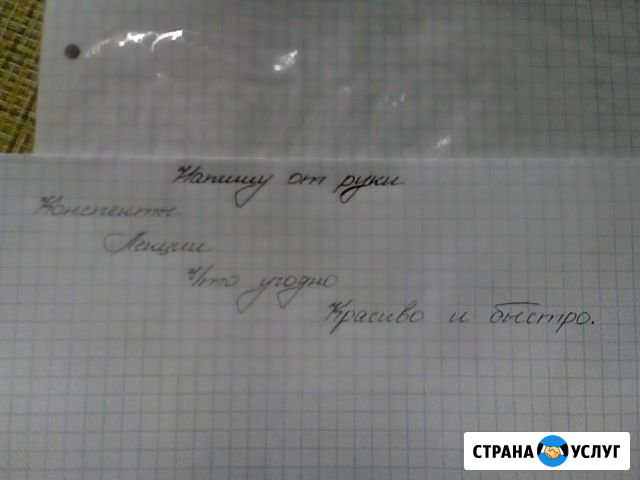 Напишу от руки
Конспекты
Лекции
Что угодно
Красиво и быстро.
СТРАНА УСЛУГ